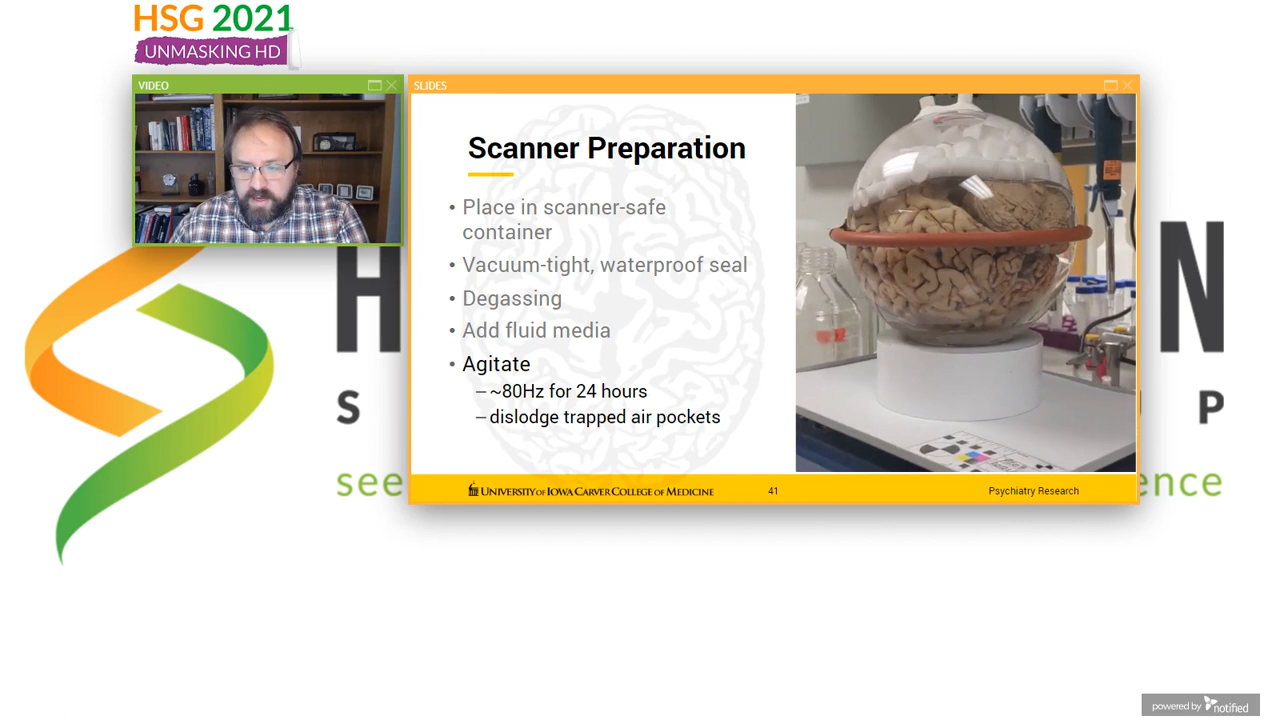 HSG 2021
UNMASKING HD
VIDEO
SLIDES
Scanner Preparation
• Place in scanner-safe
container
• Vacuum-tight, waterproof seal
• Degassing
• Add fluid media
• Agitate
– ~80Hz for 24 hours
– dislodge trapped air pockets
UNIVERSITY OF IOWA CARVER COLLEGE OF MEDICINE
41
Psychiatry Research
H
N
S
P
see
ence
powered by notified